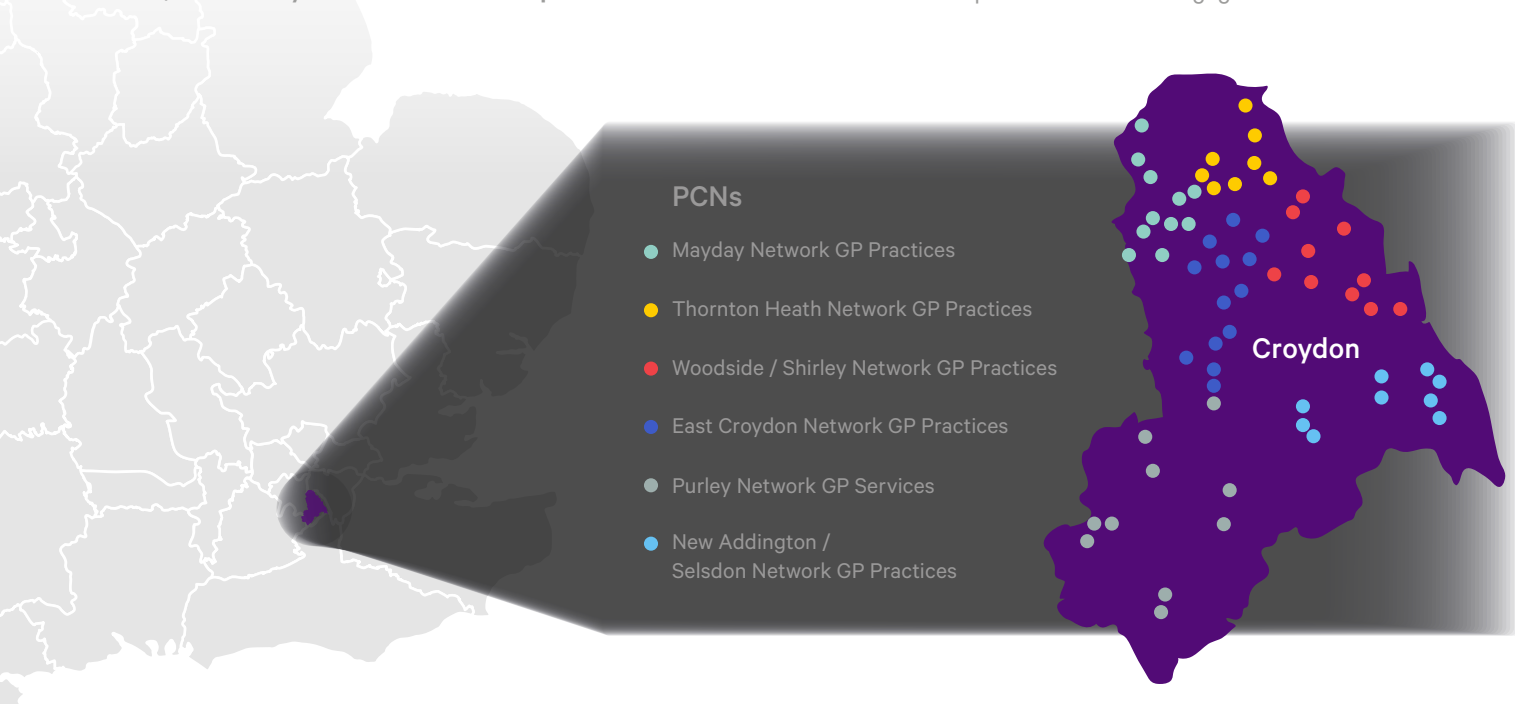 PCNs
Mayday Network GP Practices
Thornton Heath Network GP Practices
Woodside / Shirley Network GP Practices
East Croydon Network GP Practices
Purley Network GP Services
New Addington /
Selsdon Network GP Practices
Croydon